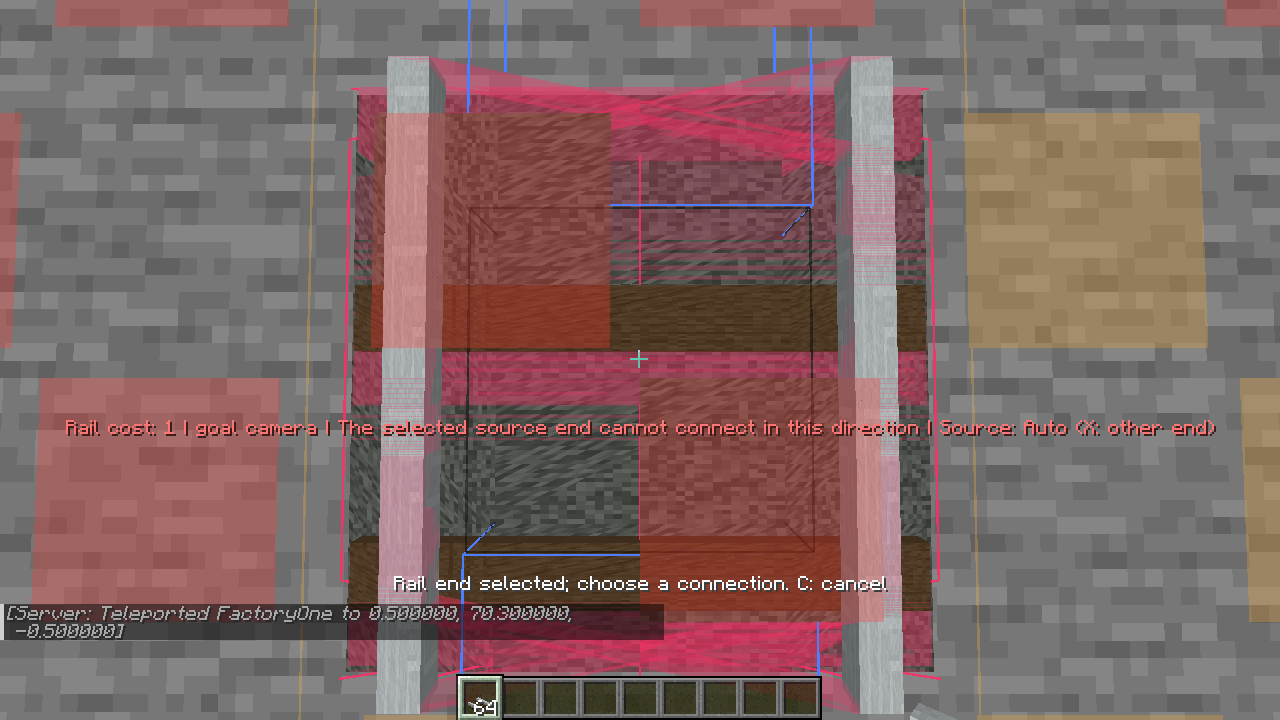 Rail cost: 1 | goal camera | The selected source end cannot connect in this direction | Source: Auto (X: other end)
Rail end selected; choose a connection. C: cancel
[Server: Teleported FactoryOne to 0.500000, 70.300000,
-0.500000]
64